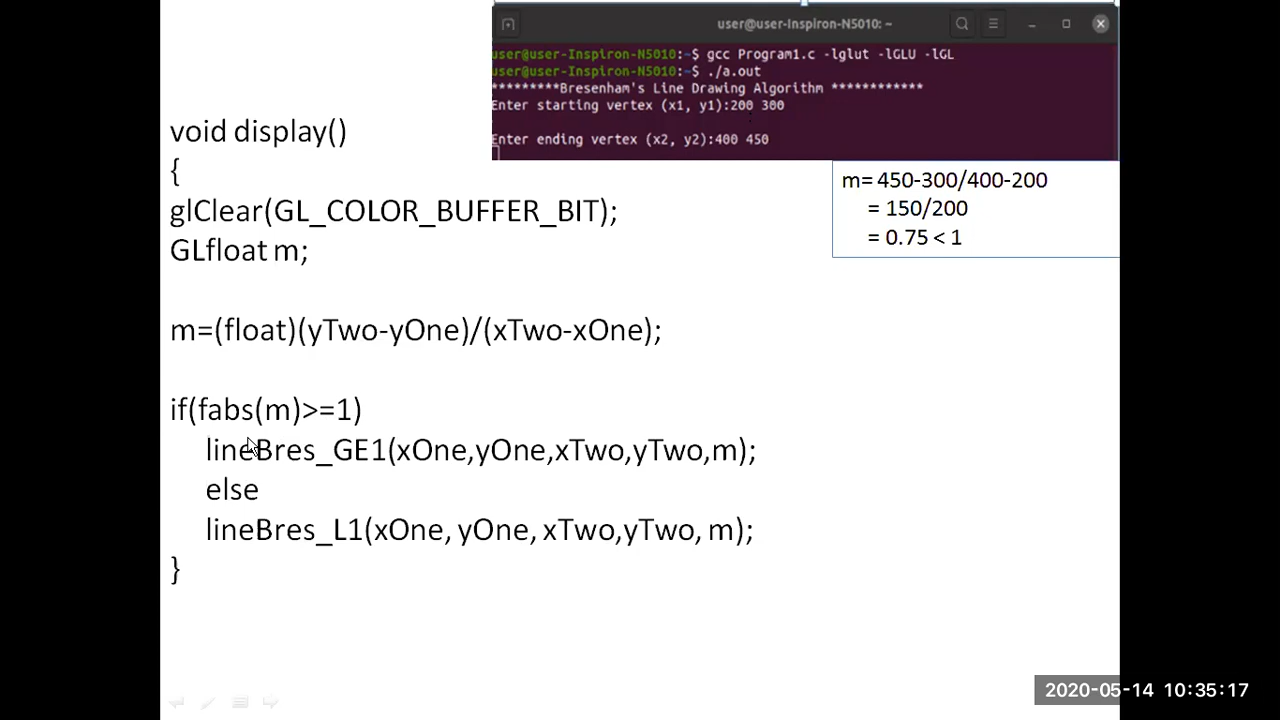 user@user-Inspiron-N5010: ~
user@user-Inspiron-N5010:~$ gcc Program1.c -lglut -lGLU -lGL
user@user-Inspiron-N5010:~$ ./a.out
*********Bresenham's Line Drawing Algorithm ************
Enter starting vertex (x1, y1):200 300
Enter ending vertex (x2, y2):400 450
void display()
{
glClear(GL_COLOR_BUFFER_BIT);
GLfloat m;
m=(float)(yTwo-yOne)/(xTwo-xOne);
if(fabs(m)>=1)
lineBres_GE1(xOne,yOne,xTwo,yTwo,m);
else
lineBres_L1(xOne, yOne, xTwo,yTwo, m);
}
m= 450-300/400-200
= 150/200
= 0.75 < 1
2020-05-14 10:35:17